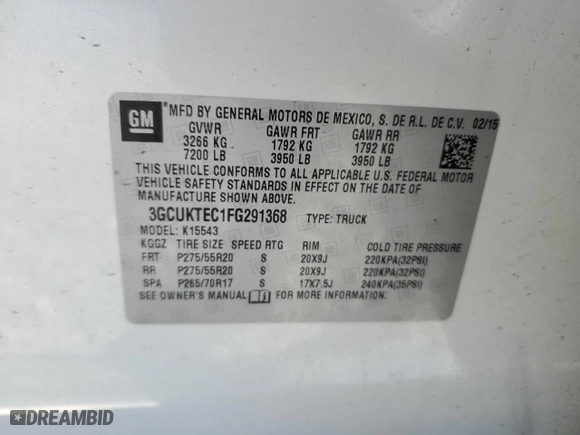 GM
MFD BY GENERAL MOTORS DE MEXICO, S. DE R.L. DE C.V. 02/15
GVWR GAWR FRT GAWR RR
3266 KG 1792 KG 1792 KG
7200 LB 3950 LB 3950 LB
THIS VEHICLE CONFORMS TO ALL APPLICABLE U.S. FEDERAL MOTOR
VEHICLE SAFETY STANDARDS IN EFFECT ON THE DATE OF
MANUFACTURE SHOWN ABOVE.
3GCUKTEC1FG291368 TYPE: TRUCK
MODEL: K15543
KGGZ TIRE SIZE SPEED RTG RIM COLD TIRE PRESSURE
FRT P275/55R20 S 20X9J 220KPA(32PSI)
RR P275/55R20 S 20X9J 220KPA(32PSI)
SPA P265/70R17 S 17X7.5J 240KPA(35PSI)
SEE OWNER'S MANUAL FOR MORE INFORMATION.
DREAMBID